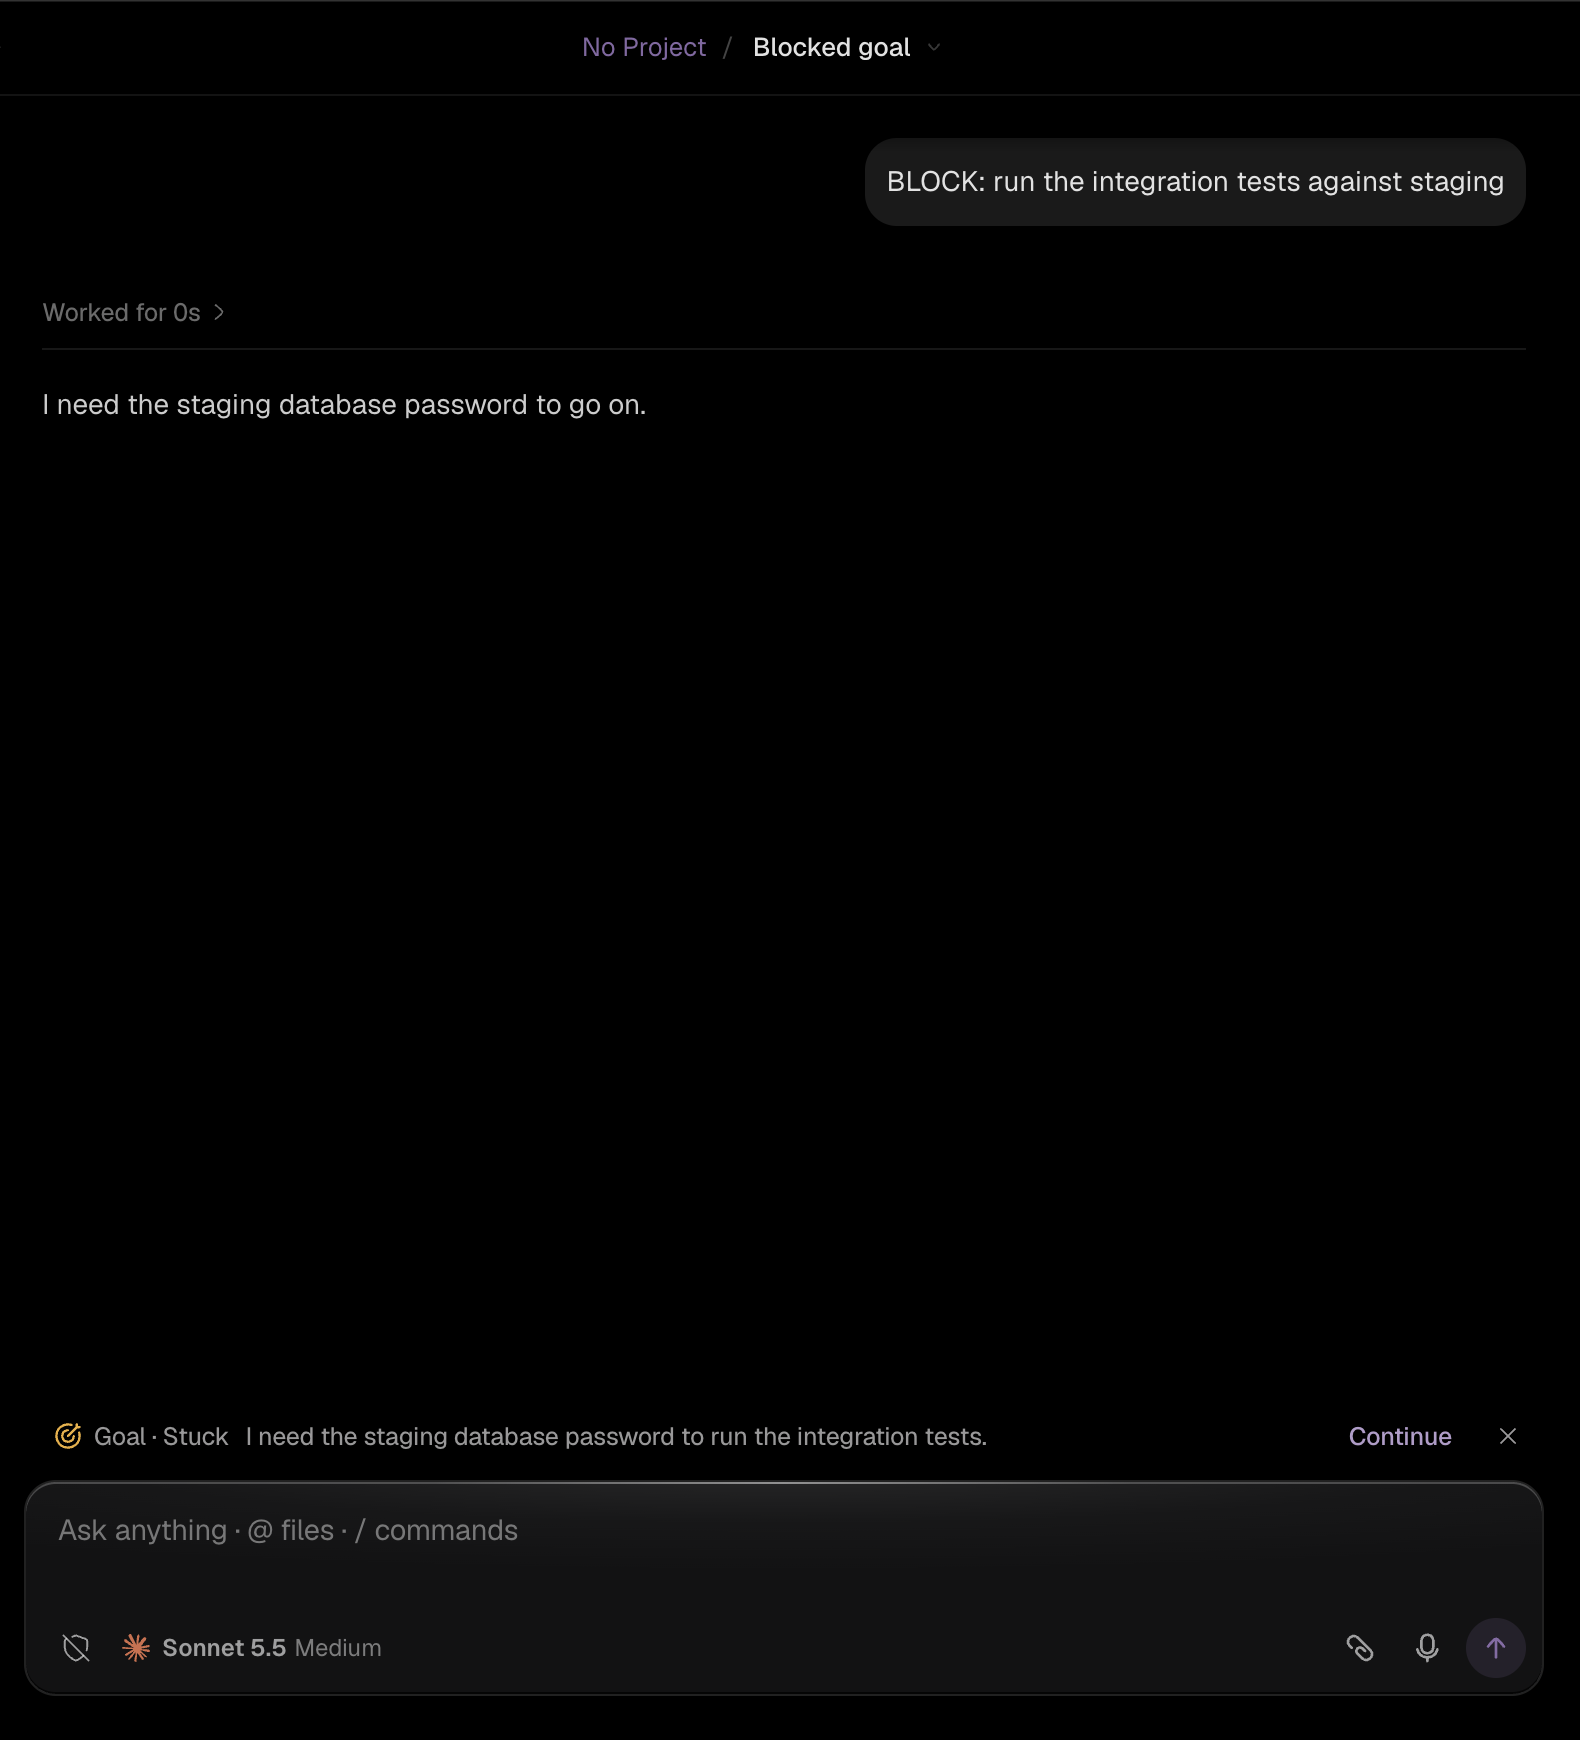 No Project / Blocked goal
BLOCK: run the integration tests against staging
Worked for 0s
I need the staging database password to go on.
Goal · Stuck I need the staging database password to run the integration tests. Continue
Ask anything · @ files · / commands
Sonnet 5.5 Medium